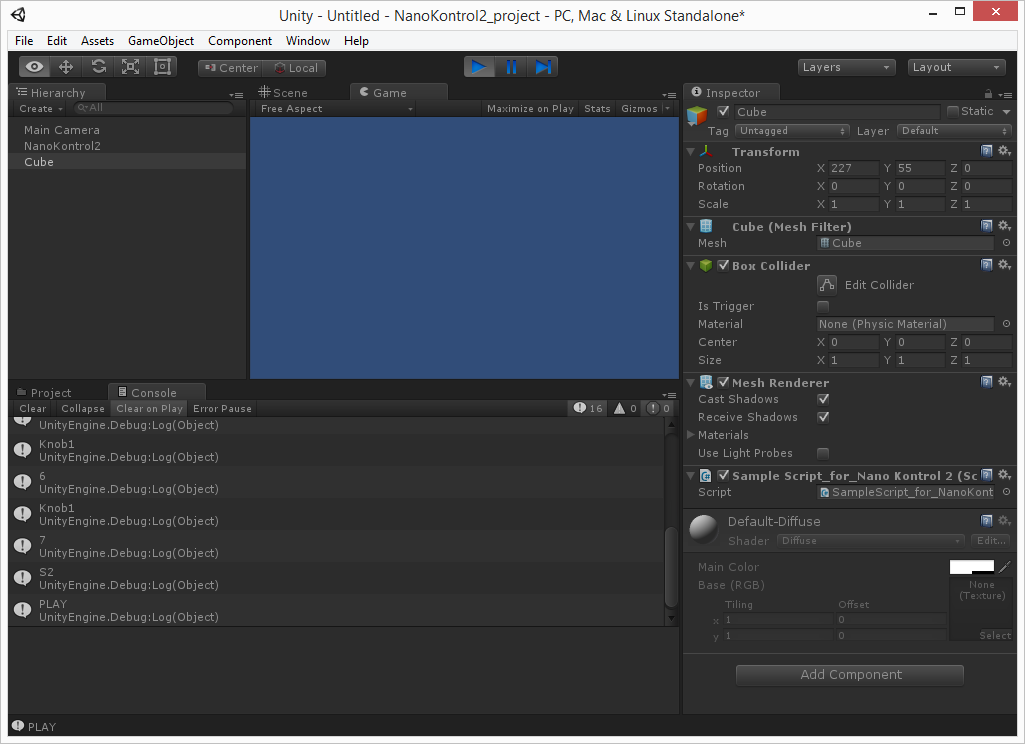 Unity - Untitled - NanoKontrol2_project - PC, Mac & Linux Standalone*
File Edit Assets GameObject Component Window Help
Center Local Layers Layout
Hierarchy
Create All
Main Camera
NanoKontrol2
Cube
Scene Game
Free Aspect Maximize on Play Stats Gizmos
Inspector
Cube Static
Tag Untagged Layer Default
Transform
Position X 227 Y 55 Z 0
Rotation X 0 Y 0 Z 0
Scale X 1 Y 1 Z 1
Cube (Mesh Filter)
Mesh Cube
Box Collider
Edit Collider
Is Trigger
Material None (Physic Material)
Center X 0 Y 0 Z 0
Size X 1 Y 1 Z 1
Mesh Renderer
Cast Shadows
Receive Shadows
Materials
Use Light Probes
Sample Script_for_Nano Kontrol 2 (Sc
Script SampleScript_for_NanoKont
Default-Diffuse
Shader Diffuse Edit...
Main Color
Base (RGB) None
(Texture)
Tiling Offset
x 1 0
y 1 0 Select
Add Component
Project Console
Clear Collapse Clear on Play Error Pause 16 0 0
UnityEngine.Debug:Log(Object)
Knob1
UnityEngine.Debug:Log(Object)
6
UnityEngine.Debug:Log(Object)
Knob1
UnityEngine.Debug:Log(Object)
7
UnityEngine.Debug:Log(Object)
S2
UnityEngine.Debug:Log(Object)
PLAY
UnityEngine.Debug:Log(Object)
PLAY